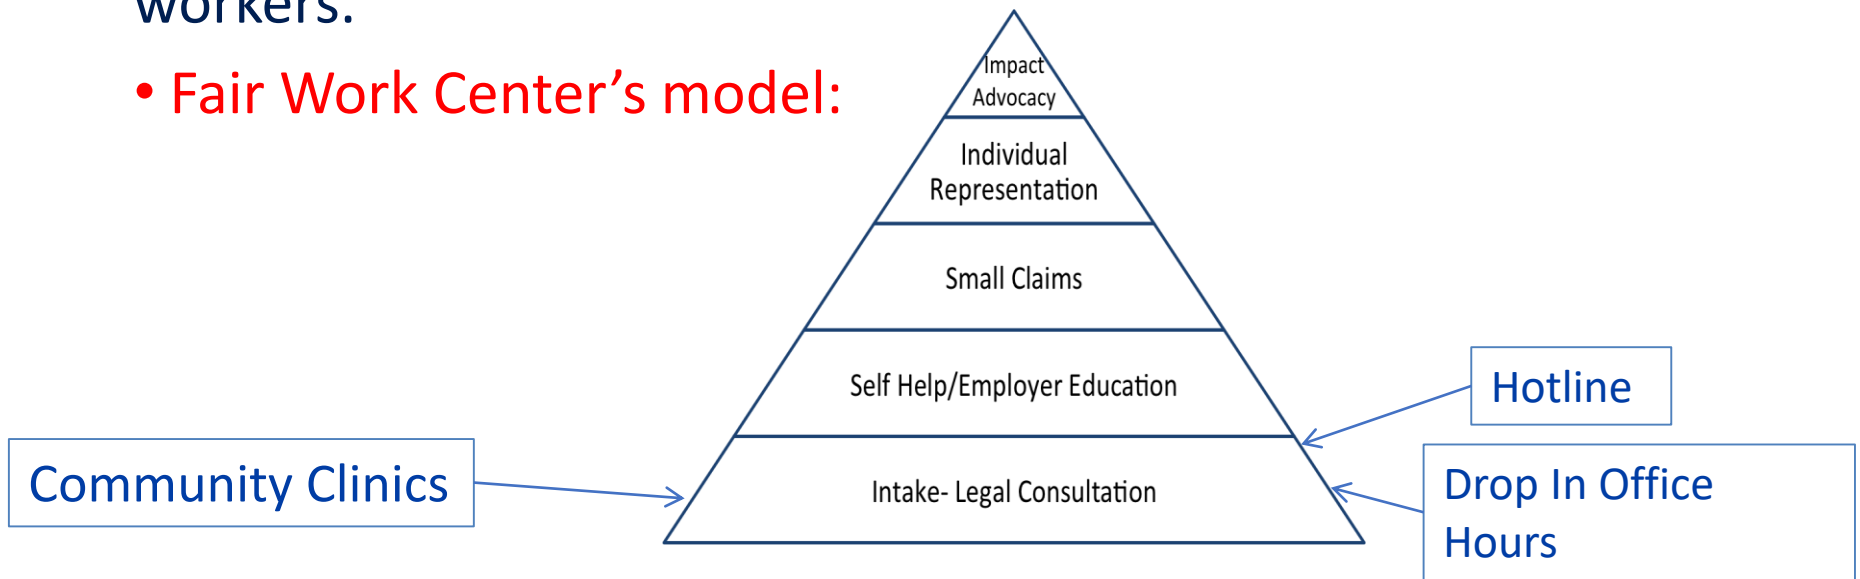 workers.
• Fair Work Center’s model:
Impact
Advocacy
Individual
Representation
Small Claims
Self Help/Employer Education
Hotline
Community Clinics
Intake- Legal Consultation
Drop In Office
Hours